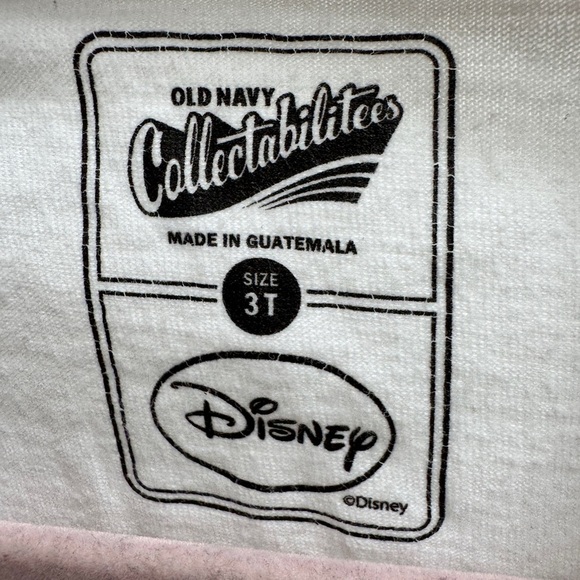 OLD NAVY
Collectabilitees
MADE IN GUATEMALA
SIZE
3T
Disney
©Disney